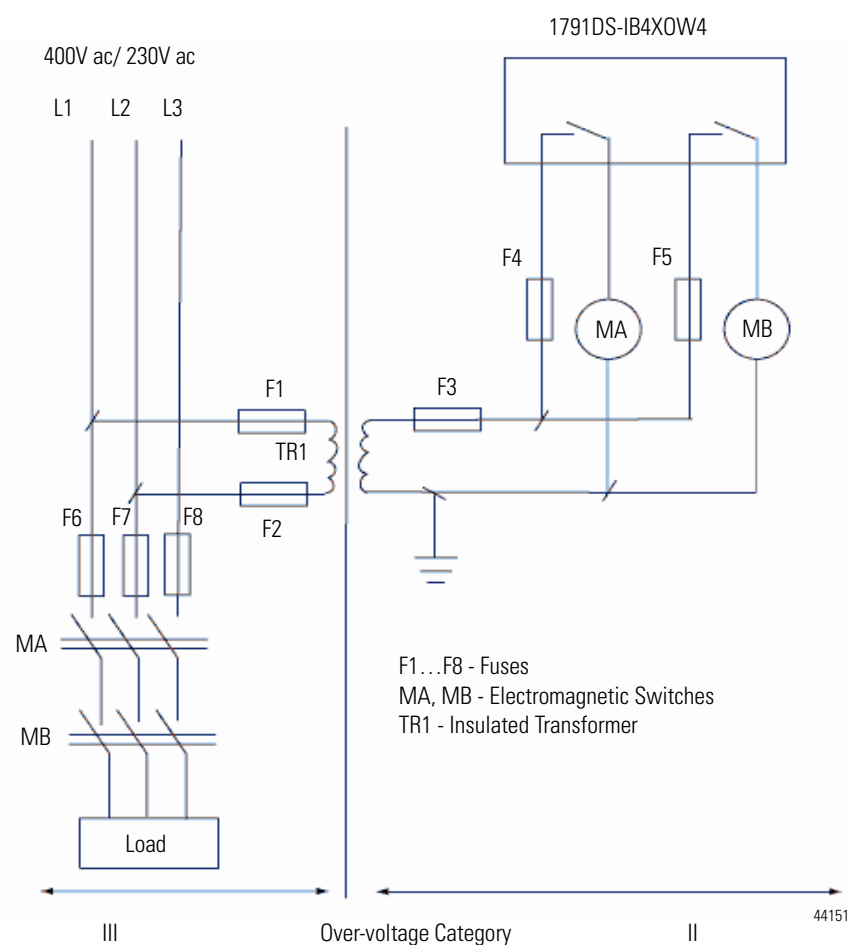 1791DS-IB4XOW4
400V ac/ 230V ac
L1 L2 L3
F4
F5
MA
MB
F1
F3
TR1
F2
F6 F7 F8
MA
F1...F8 - Fuses
MA, MB - Electromagnetic Switches
TR1 - Insulated Transformer
MB
Load
44151
III
Over-voltage Category
II